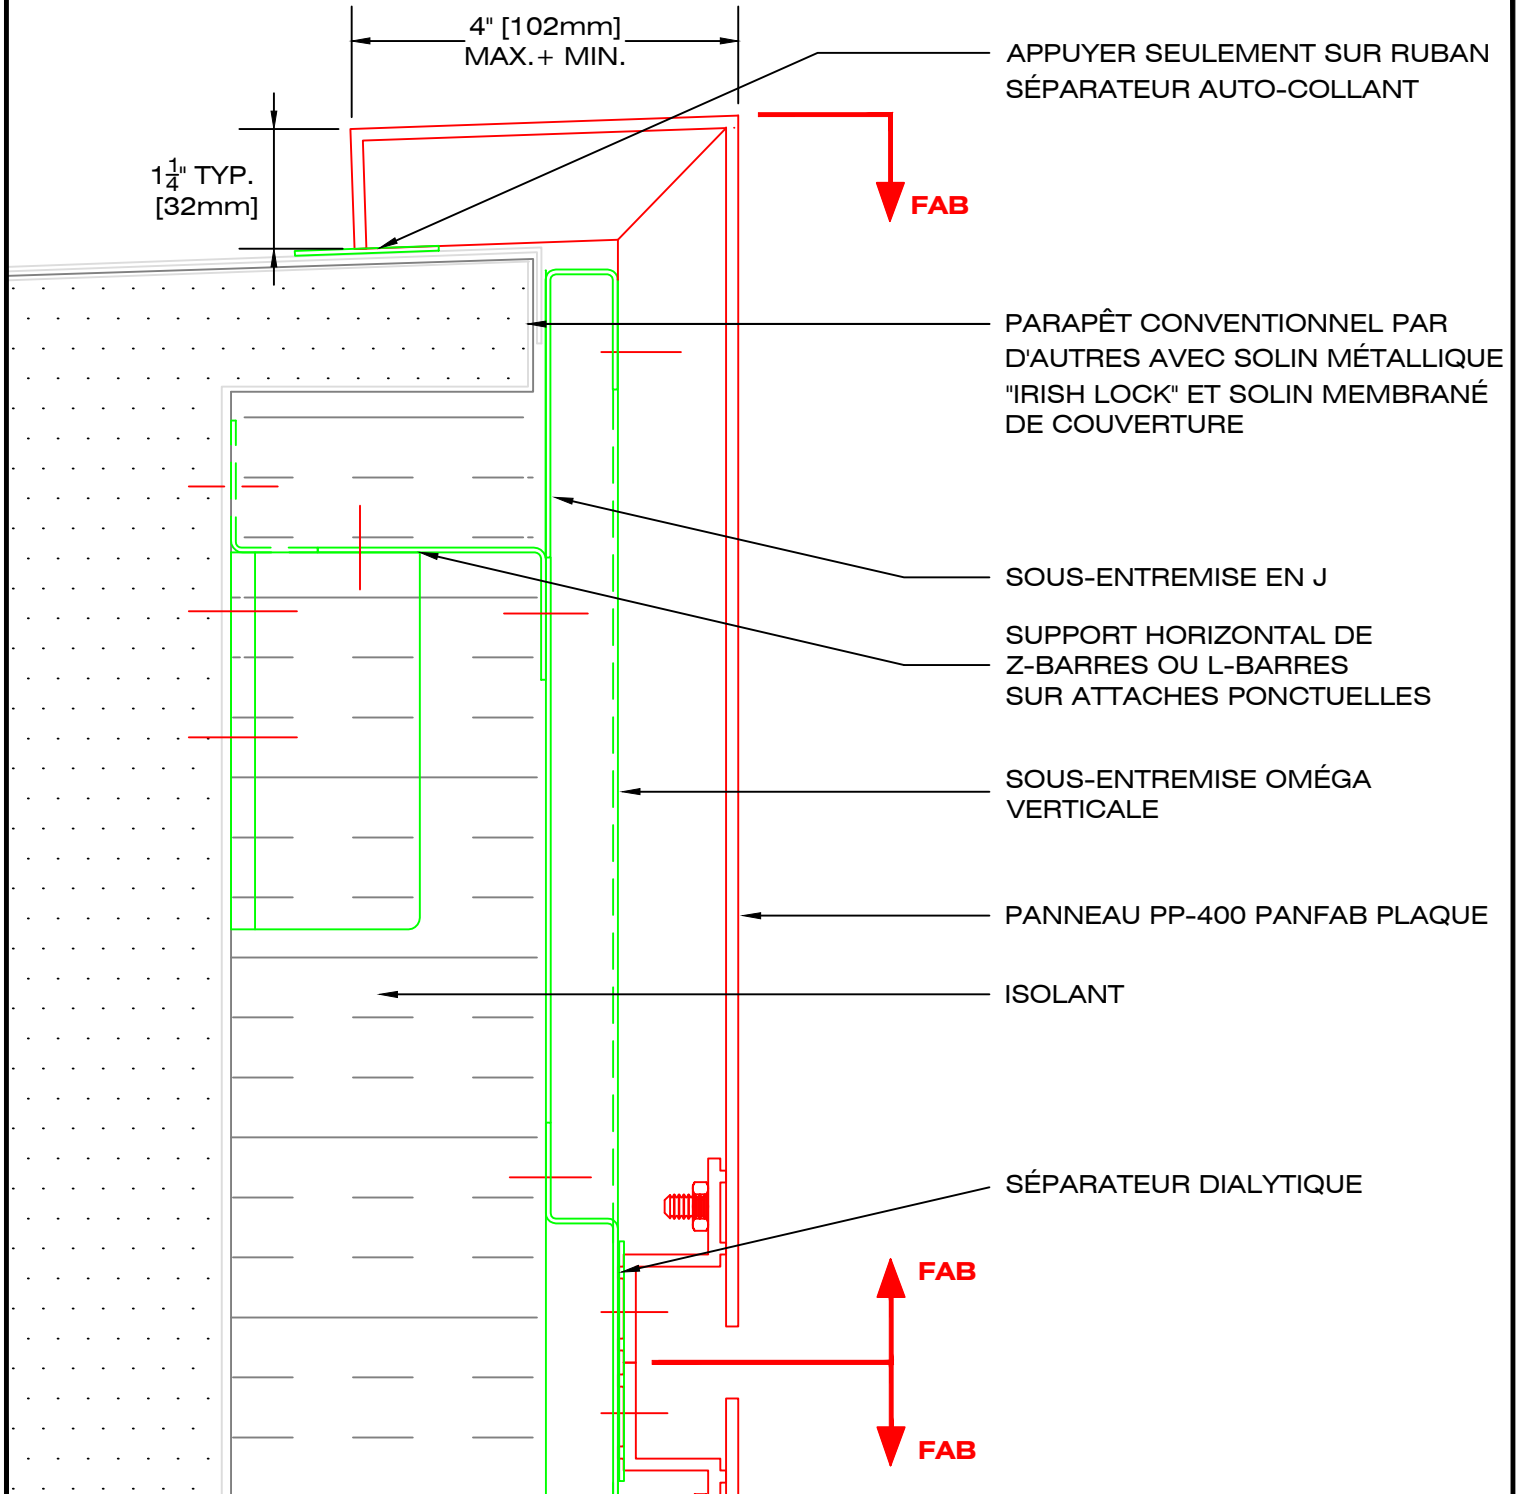 4" [102mm]
MAX.+ MIN.
APPUYER SEULEMENT SUR RUBAN
SÉPARATEUR AUTO-COLLANT
1 1/4" TYP.
[32mm]
FAB
PARAPÊT CONVENTIONNEL PAR
D'AUTRES AVEC SOLIN MÉTALLIQUE
"IRISH LOCK" ET SOLIN MEMBRANÉ
DE COUVERTURE
SOUS-ENTREMISE EN J
SUPPORT HORIZONTAL DE
Z-BARRES OU L-BARRES
SUR ATTACHES PONCTUELLES
SOUS-ENTREMISE OMÉGA
VERTICALE
PANNEAU PP-400 PANFAB PLAQUE
ISOLANT
SÉPARATEUR DIALYTIQUE
FAB
FAB